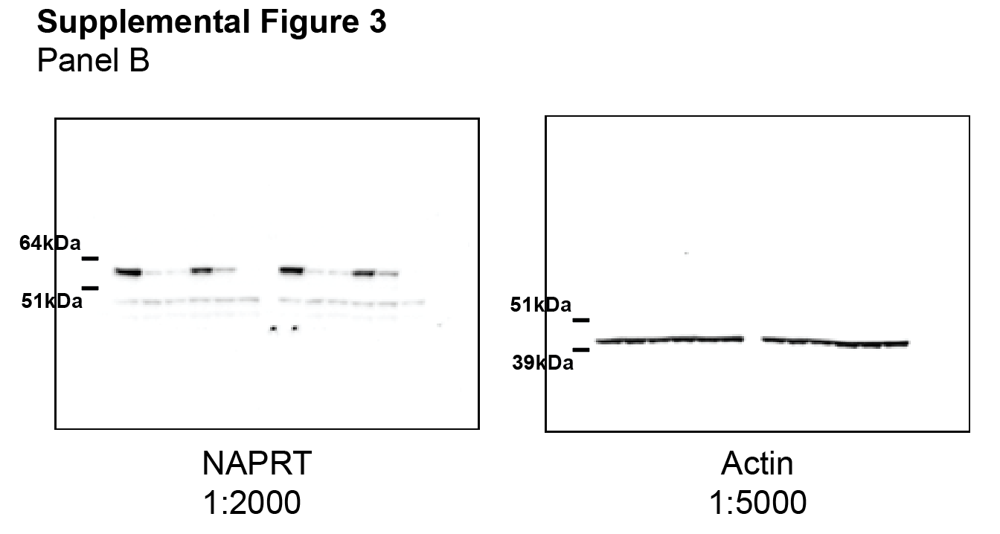 Supplemental Figure 3
Panel B
64kDa
51kDa
51kDa
39kDa
NAPRT
1:2000
Actin
1:5000